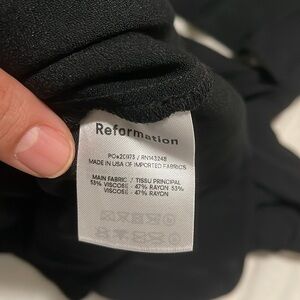 Reformation
PO#20973 / RN143248
MADE IN USA OF IMPORTED FABRICS
MAIN FABRIC / TISSU PRINCIPAL
53% VISCOSE - 47% RAYON 53%
VISCOSE - 47% RAYON